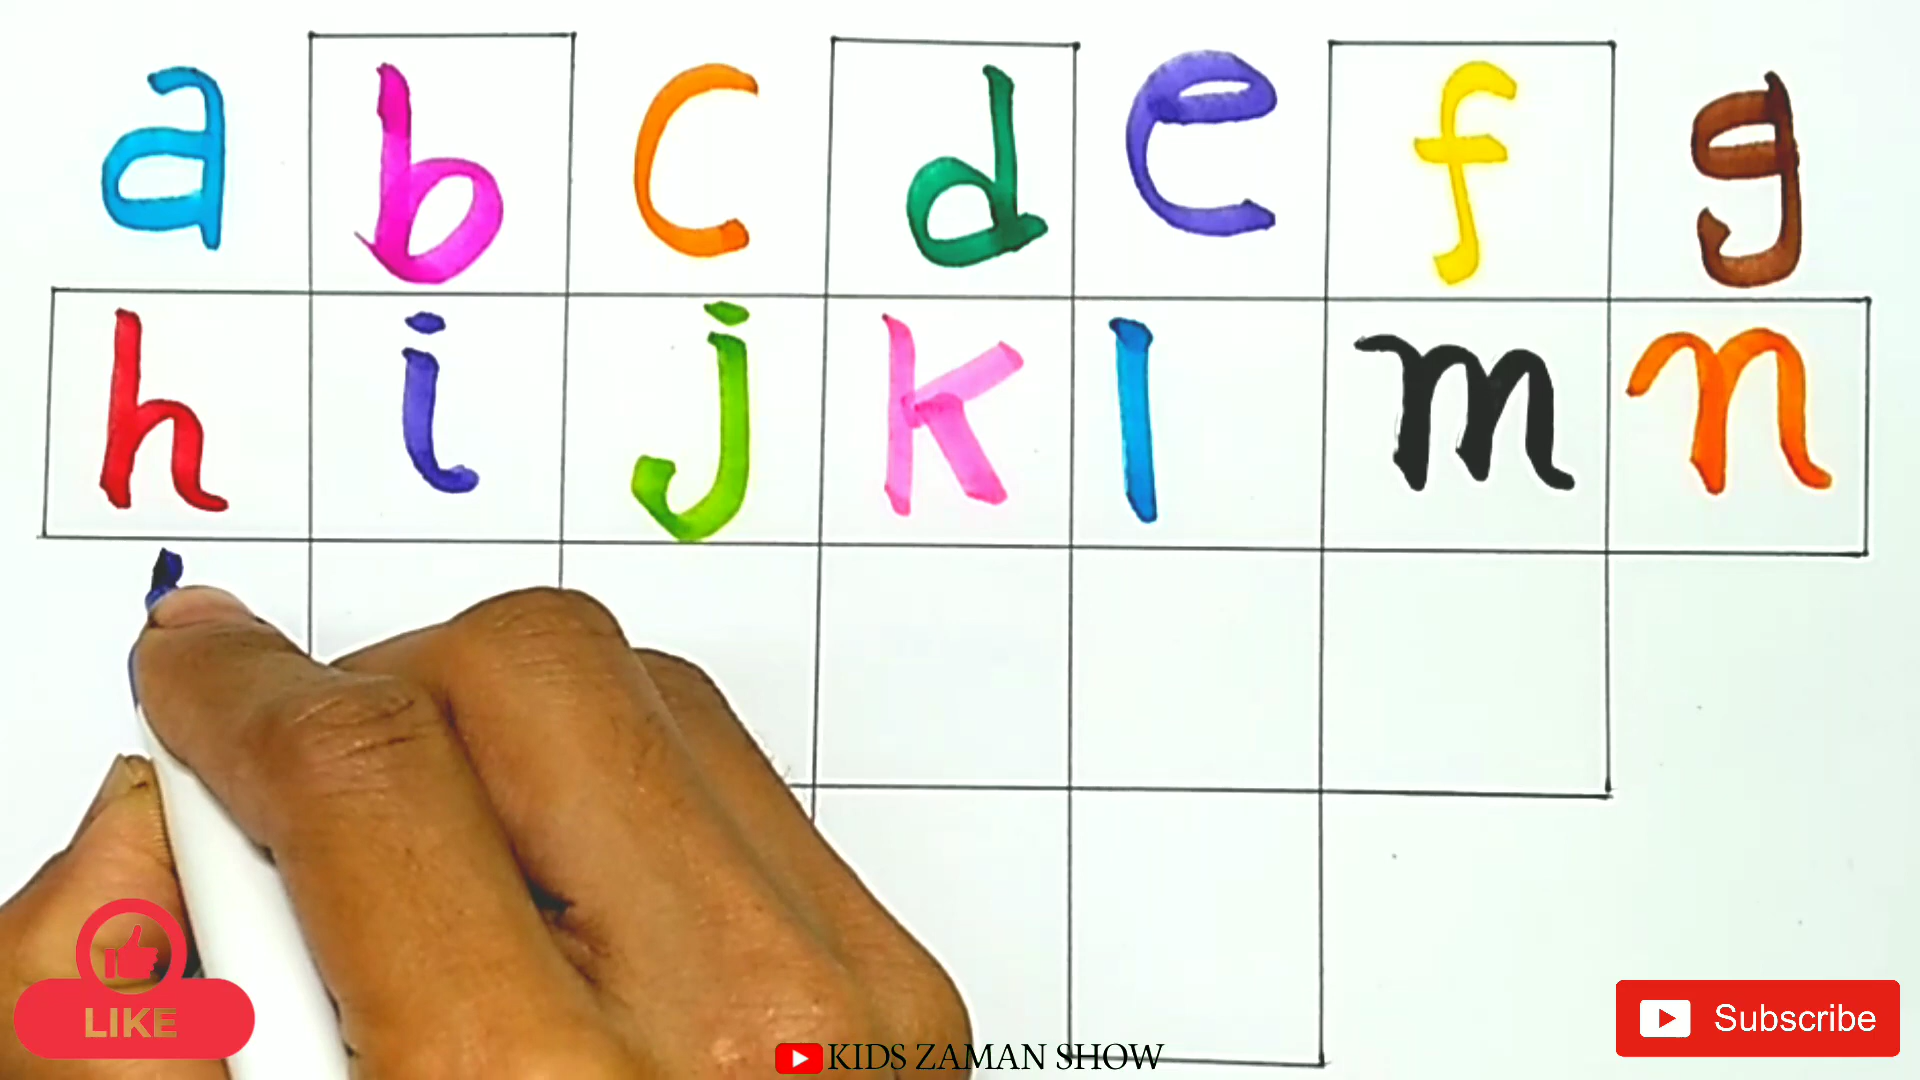 a b c d e f g
h i j k l m n
LIKE
Subscribe
KIDS ZAMAN SHOW